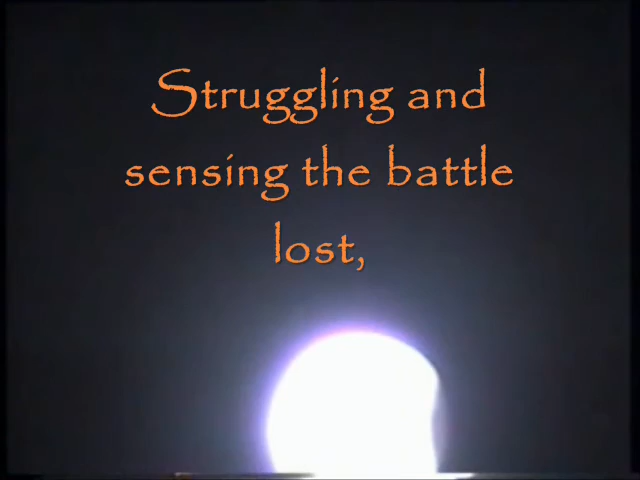 Struggling and
sensing the battle
lost,